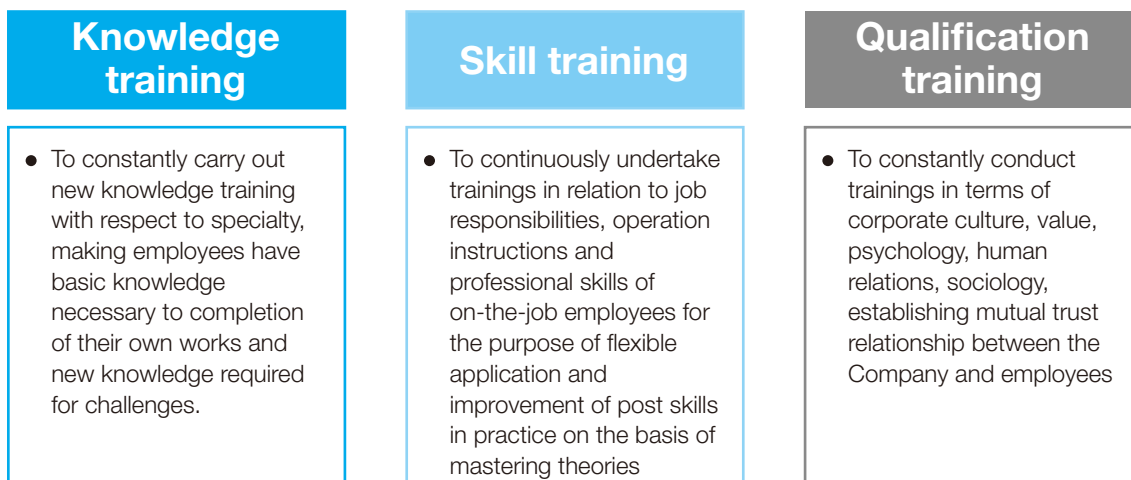 Knowledge
training
● To constantly carry out
new knowledge training
with respect to specialty,
making employees have
basic knowledge
necessary to completion
of their own works and
new knowledge required
for challenges.
Skill training
● To continuously undertake
trainings in relation to job
responsibilities, operation
instructions and
professional skills of
on-the-job employees for
the purpose of flexible
application and
improvement of post skills
in practice on the basis of
mastering theories
Qualification
training
● To constantly conduct
trainings in terms of
corporate culture, value,
psychology, human
relations, sociology,
establishing mutual trust
relationship between the
Company and employees